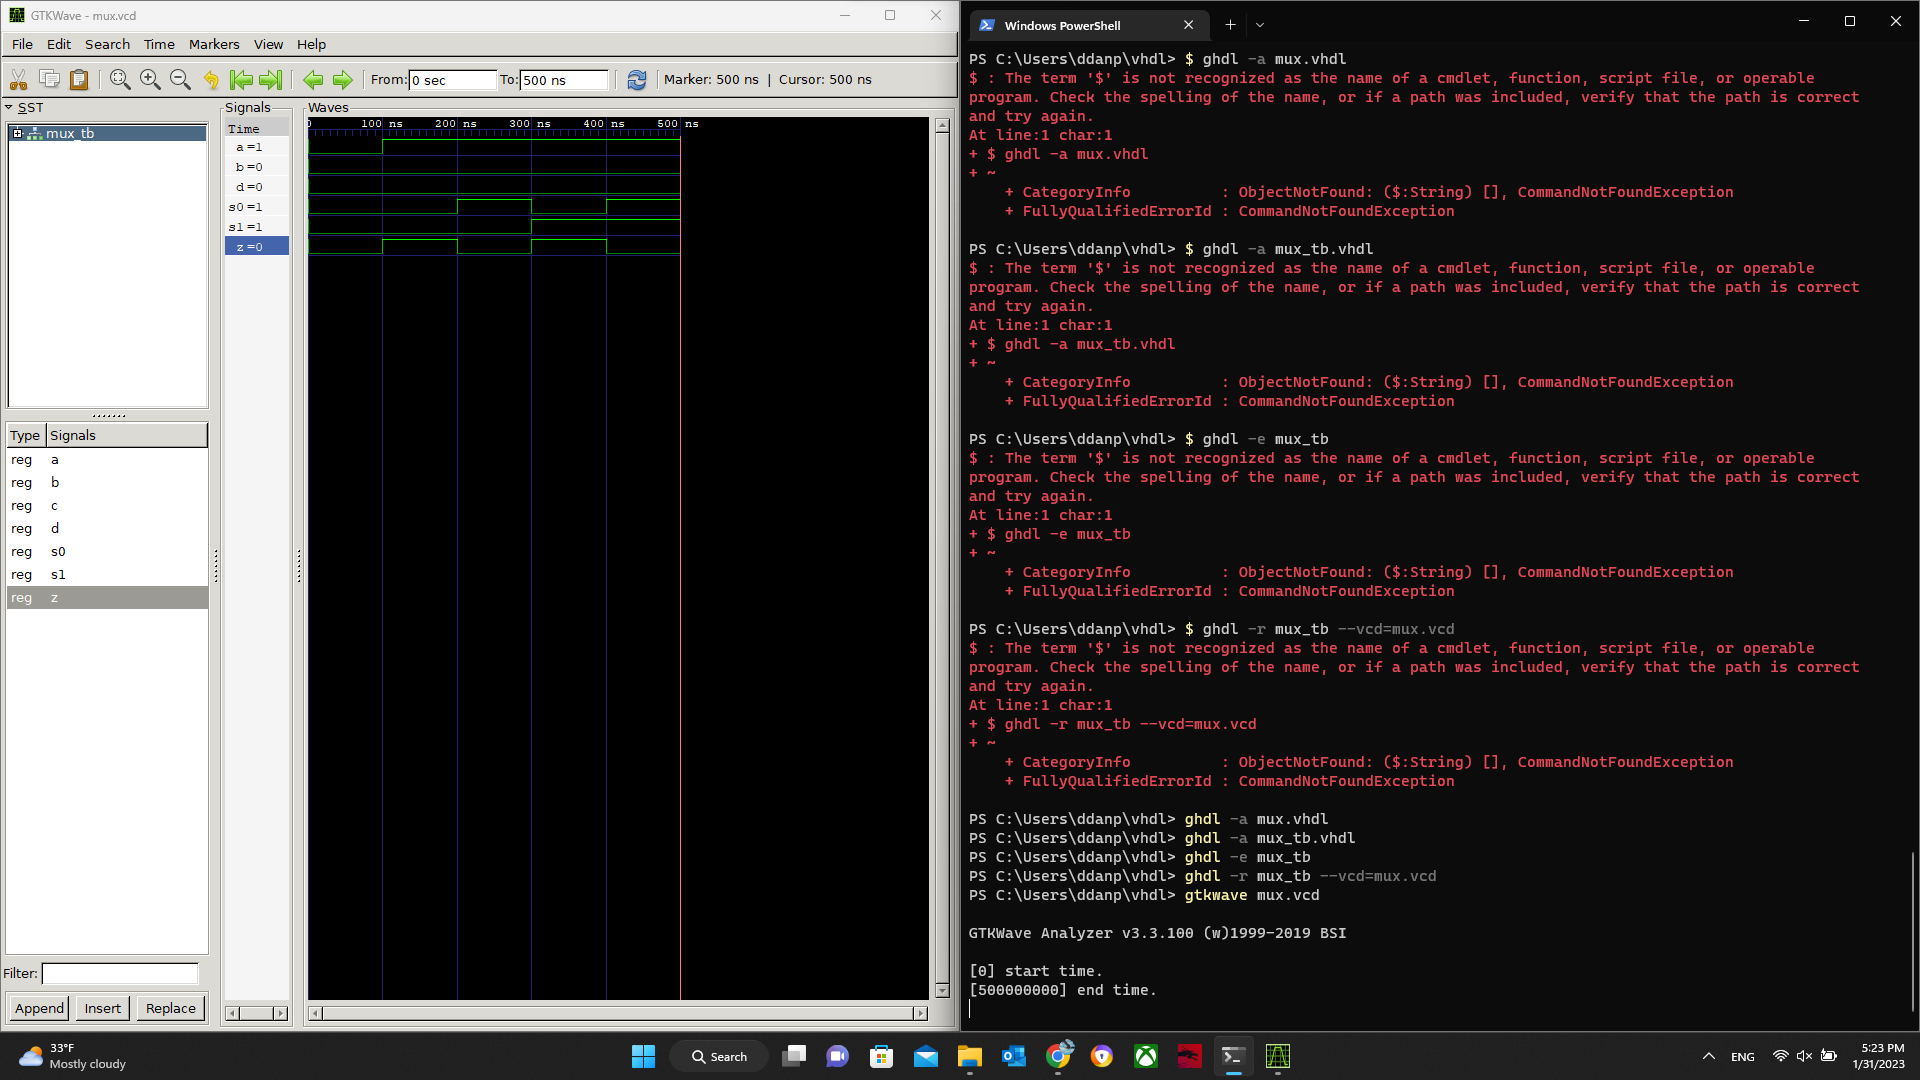 GTKWave - mux.vcd
File Edit Search Time Markers View Help
From: 0 sec To: 500 ns Marker: 500 ns | Cursor: 500 ns
SST
mux_tb
Type Signals
reg a
reg b
reg c
reg d
reg s0
reg s1
reg z
Filter:
Append Insert Replace
Signals
Time
a =1
b =0
d =0
s0 =1
s1 =1
z =0
Waves
0 100 ns 200 ns 300 ns 400 ns 500 ns
Windows PowerShell
PS C:\Users\ddanp\vhdl> $ ghdl -a mux.vhdl
$ : The term '$' is not recognized as the name of a cmdlet, function, script file, or operable
program. Check the spelling of the name, or if a path was included, verify that the path is correct
and try again.
At line:1 char:1
+ $ ghdl -a mux.vhdl
+ ~
+ CategoryInfo : ObjectNotFound: ($:String) [], CommandNotFoundException
+ FullyQualifiedErrorId : CommandNotFoundException
PS C:\Users\ddanp\vhdl> $ ghdl -a mux_tb.vhdl
$ : The term '$' is not recognized as the name of a cmdlet, function, script file, or operable
program. Check the spelling of the name, or if a path was included, verify that the path is correct
and try again.
At line:1 char:1
+ $ ghdl -a mux_tb.vhdl
+ ~
+ CategoryInfo : ObjectNotFound: ($:String) [], CommandNotFoundException
+ FullyQualifiedErrorId : CommandNotFoundException
PS C:\Users\ddanp\vhdl> $ ghdl -e mux_tb
$ : The term '$' is not recognized as the name of a cmdlet, function, script file, or operable
program. Check the spelling of the name, or if a path was included, verify that the path is correct
and try again.
At line:1 char:1
+ $ ghdl -e mux_tb
+ ~
+ CategoryInfo : ObjectNotFound: ($:String) [], CommandNotFoundException
+ FullyQualifiedErrorId : CommandNotFoundException
PS C:\Users\ddanp\vhdl> $ ghdl -r mux_tb --vcd=mux.vcd
$ : The term '$' is not recognized as the name of a cmdlet, function, script file, or operable
program. Check the spelling of the name, or if a path was included, verify that the path is correct
and try again.
At line:1 char:1
+ $ ghdl -r mux_tb --vcd=mux.vcd
+ ~
+ CategoryInfo : ObjectNotFound: ($:String) [], CommandNotFoundException
+ FullyQualifiedErrorId : CommandNotFoundException
PS C:\Users\ddanp\vhdl> ghdl -a mux.vhdl
PS C:\Users\ddanp\vhdl> ghdl -a mux_tb.vhdl
PS C:\Users\ddanp\vhdl> ghdl -e mux_tb
PS C:\Users\ddanp\vhdl> ghdl -r mux_tb --vcd=mux.vcd
PS C:\Users\ddanp\vhdl> gtkwave mux.vcd
GTKWave Analyzer v3.3.100 (w)1999-2019 BSI
[0] start time.
[500000000] end time.
33°F
Mostly cloudy
Search
ENG
5:23 PM
1/31/2023